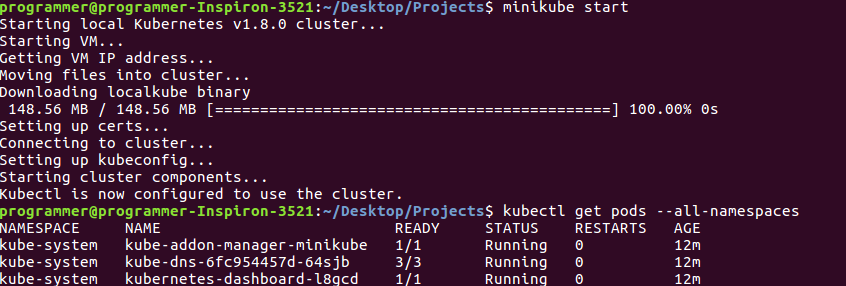 programmer@programmer-Inspiron-3521:~/Desktop/Projects$ minikube start
Starting local Kubernetes v1.8.0 cluster...
Starting VM...
Getting VM IP address...
Moving files into cluster...
Downloading localkube binary
 148.56 MB / 148.56 MB [============================================] 100.00% 0s
Setting up certs...
Connecting to cluster...
Setting up kubeconfig...
Starting cluster components...
Kubectl is now configured to use the cluster.
programmer@programmer-Inspiron-3521:~/Desktop/Projects$ kubectl get pods --all-namespaces
NAMESPACE     NAME                          READY     STATUS    RESTARTS   AGE
kube-system   kube-addon-manager-minikube   1/1       Running   0          12m
kube-system   kube-dns-6fc954457d-64sjb     3/3       Running   0          12m
kube-system   kubernetes-dashboard-l8gcd    1/1       Running   0          12m